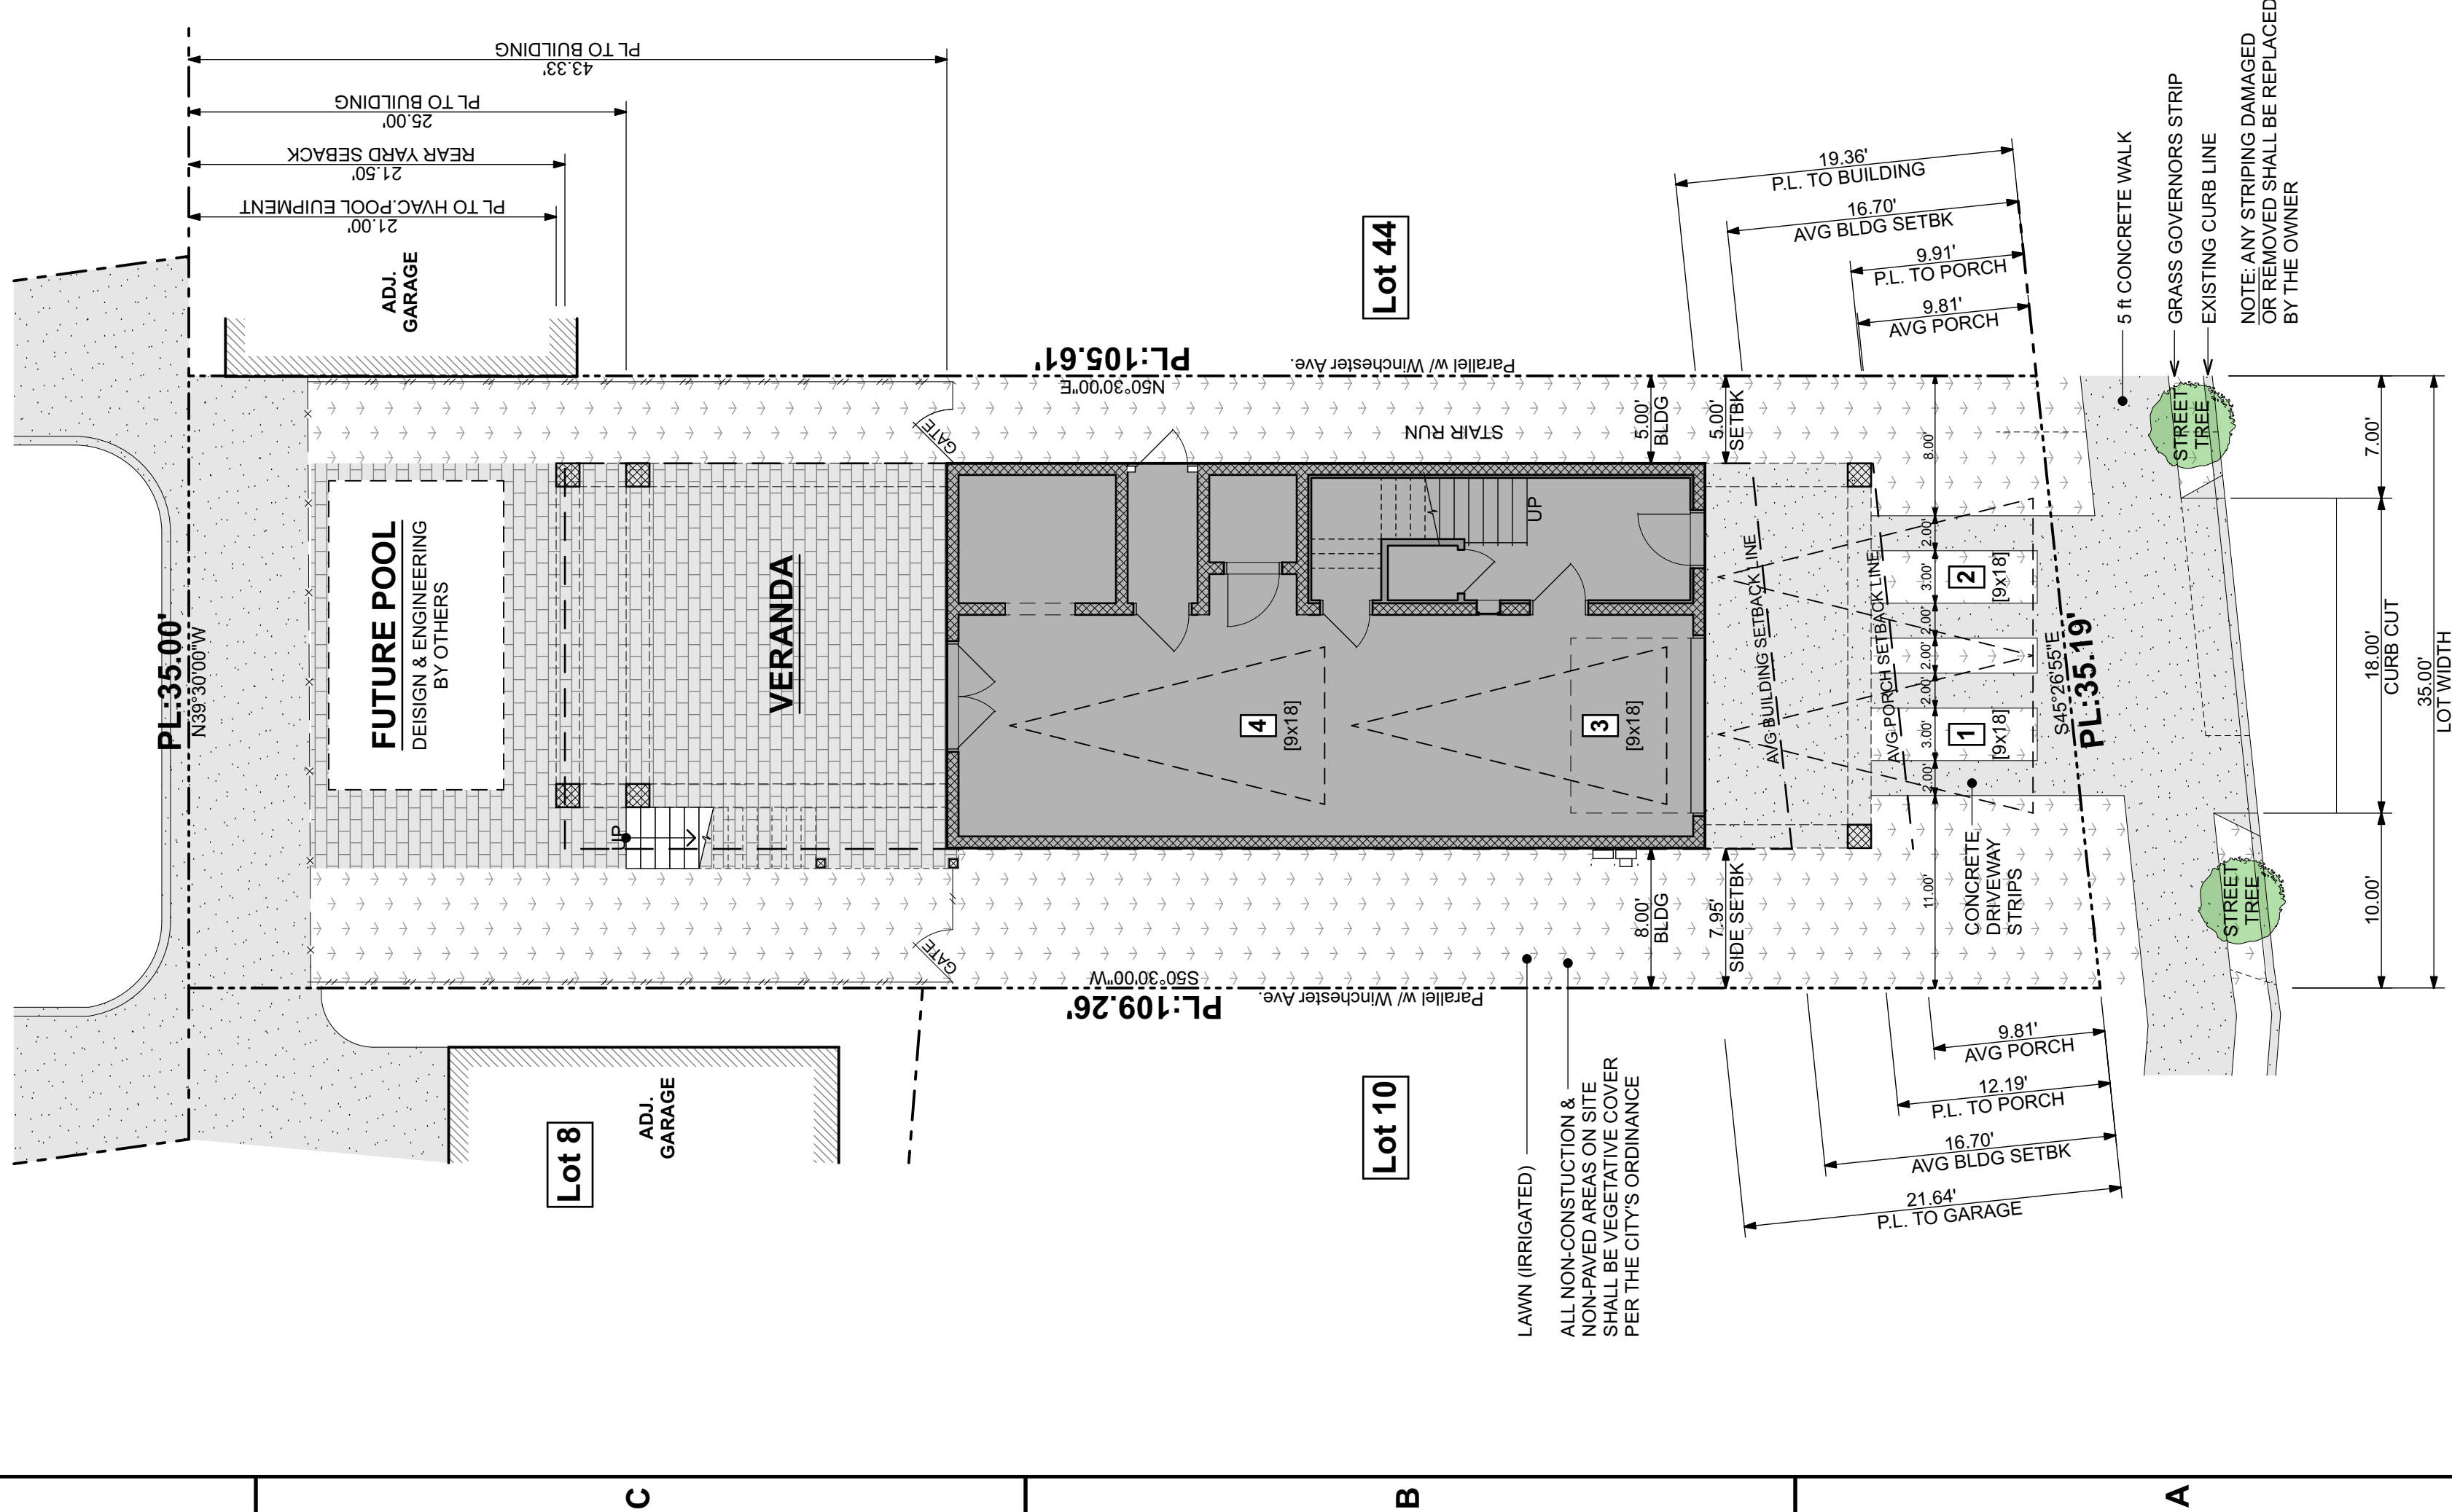 43.33'
PL TO BUILDING
25.00'
PL TO BUILDING
21.50'
REAR YARD SEBACK
21.00'
PL TO HVAC.POOL EUIPMENT
ADJ.
GARAGE
PL:35.00'
N39°30'00"W
FUTURE POOL
DEISIGN & ENGINEERING
BY OTHERS
UP
VERANDA
GATE
GATE
PL:105.61'
N50°30'00"E
Parallel w/ Winchester Ave.
Lot 44
STAIR RUN
UP
4
[9x18]
3
[9x18]
5.00'
BLDG
5.00'
SETBK
8.00'
BLDG
7.95'
SIDE SETBK
S50°30'00"W
PL:109.26'
Parallel w/ Winchester Ave.
Lot 8
ADJ.
GARAGE
Lot 10
LAWN (IRRIGATED)
ALL NON-CONSTUCTION &
NON-PAVED AREAS ON SITE
SHALL BE VEGETATIVE COVER
PER THE CITY'S ORDINANCE
19.36'
P.L. TO BUILDING
16.70'
AVG BLDG SETBK
9.91'
P.L. TO PORCH
9.81'
AVG PORCH
AVG BUILDING SETBACK LINE
AVG PORCH SETBACK LINE
11.00'
2.00'
3.00'
2.00'
2.00'
2.00'
3.00'
2.00'
8.00'
1
[9x18]
2
[9x18]
CONCRETE
DRIVEWAY
STRIPS
S45°26'55"E
PL:35.19'
9.81'
AVG PORCH
12.19'
P.L. TO PORCH
16.70'
AVG BLDG SETBK
21.64'
P.L. TO GARAGE
5 ft CONCRETE WALK
GRASS GOVERNORS STRIP
EXISTING CURB LINE
NOTE: ANY STRIPING DAMAGED
OR REMOVED SHALL BE REPLACED
BY THE OWNER
STREET
TREE
STREET
TREE
10.00'
18.00'
CURB CUT
7.00'
35.00'
LOT WIDTH
C
B
A